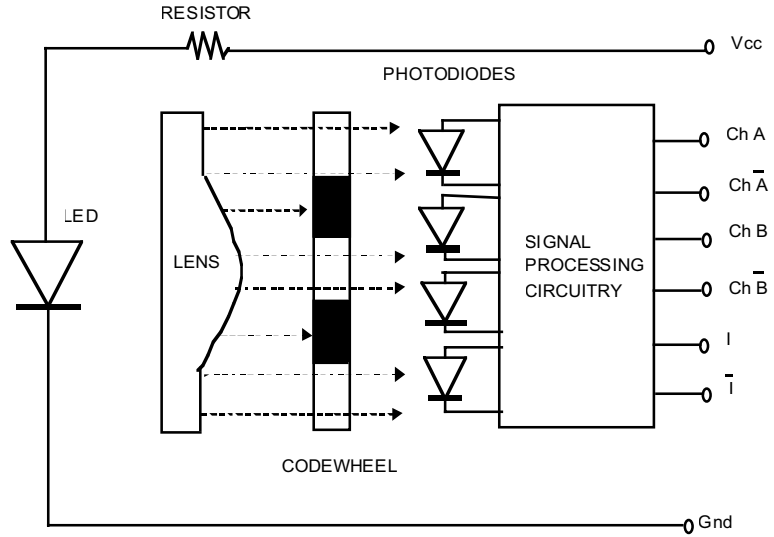 RESISTOR
Vcc
PHOTODIODES
Ch A
Ch A̅
LED
Ch B
LENS
SIGNAL
PROCESSING
CIRCUITRY
Ch B̅
I
I̅
CODEWHEEL
Gnd